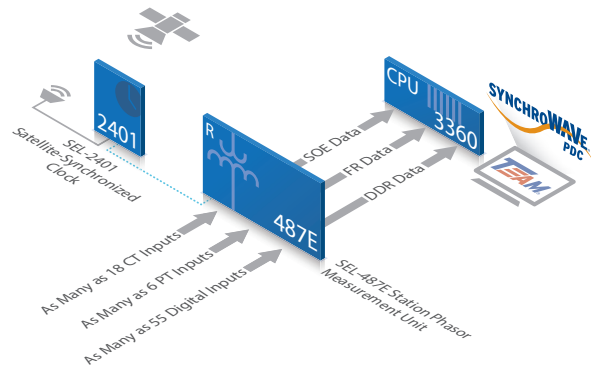 2401
SEL-2401
Satellite-Synchronized
Clock
R
487E
SEL-487E Station Phasor
Measurement Unit
As Many as 18 CT Inputs
As Many as 6 PT Inputs
As Many as 55 Digital Inputs
SOE Data
FR Data
DDR Data
CPU
3360
SYNCHROWAVE
PDC
TEAM